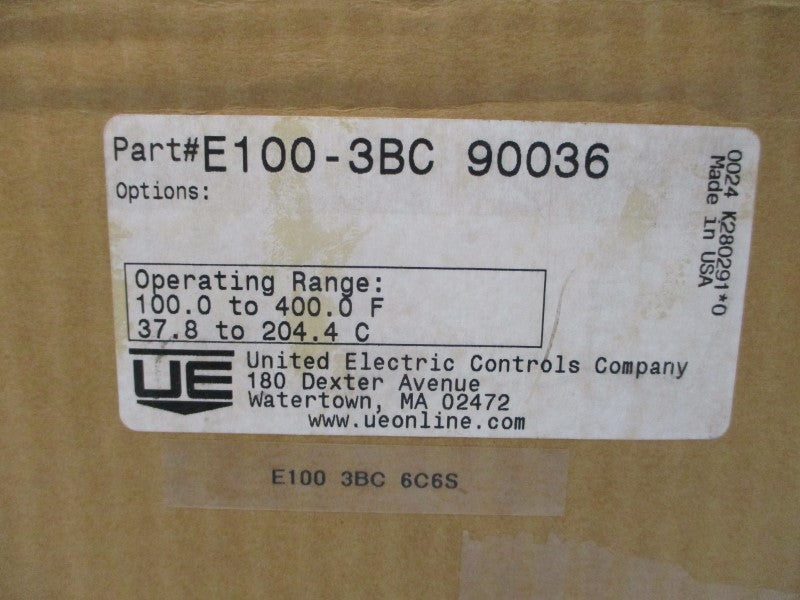 Part#E100-3BC 90036
Options:
0024 K280291*0
Made in USA
Operating Range:
100.0 to 400.0 F
37.8 to 204.4 C
UE
United Electric Controls Company
180 Dexter Avenue
Watertown, MA 02472
www.ueonline.com
E100 3BC 6C6S